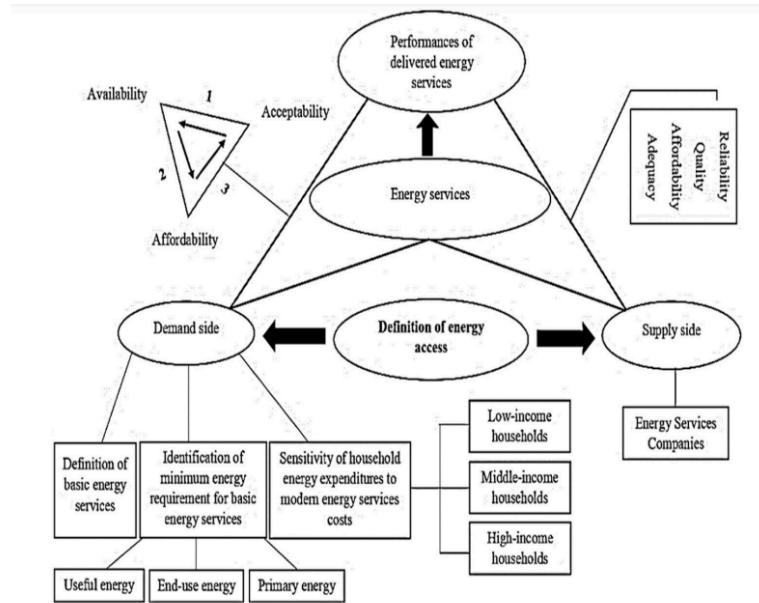 Performances of
delivered energy
services
Availability
1
Acceptability
2
3
Affordability
Reliability
Quality
Affordability
Adequacy
Energy services
Demand side
Definition of energy
access
Supply side
Definition of
basic energy
services
Identification of
minimum energy
requirement for basic
energy services
Sensitivity of household
energy expenditures to
modern energy services
costs
Low-income
households
Middle-income
households
High-income
households
Energy Services
Companies
Useful energy
End-use energy
Primary energy